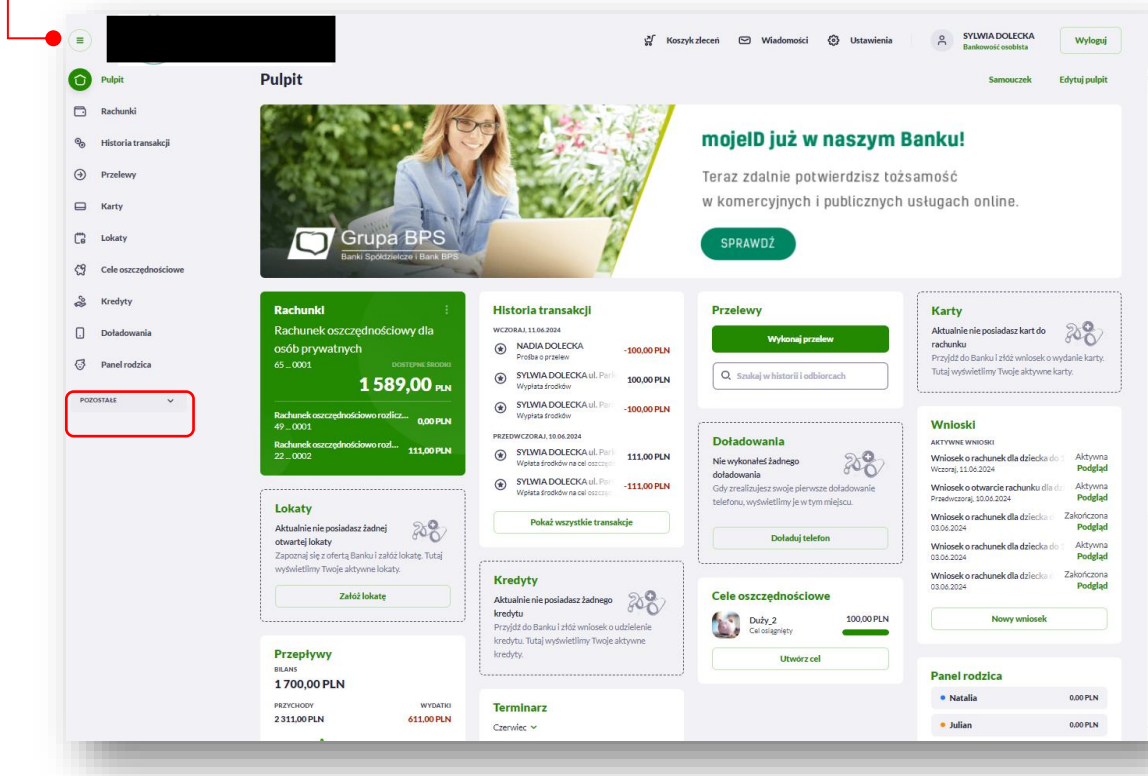 Koszyk zleceń
Wiadomości
Ustawienia
SYLWIA DOLECKA
Bankowość osobista
Wyloguj
Pulpit
Rachunki
Historia transakcji
Przelewy
Karty
Lokaty
Cele oszczędnościowe
Kredyty
Doładowania
Panel rodzica
POZOSTAŁE
Pulpit
Samouczek
Edytuj pulpit
Grupa BPS
Banki Spółdzielcze i Bank BPS
mojeID już w naszym Banku!
Teraz zdalnie potwierdzisz tożsamość
w komercyjnych i publicznych usługach online.
SPRAWDŹ
Rachunki
Rachunek oszczędnościowy dla
osób prywatnych
65 ... 0001
DOSTĘPNE ŚRODKI
1 589,00 PLN
Rachunek oszczędnościowo rozlicz...
49 ... 0001
0,00 PLN
Rachunek oszczędnościowo rozl...
22 ... 0002
111,00 PLN
Lokaty
Aktualnie nie posiadasz żadnej
otwartej lokaty
Zapoznaj się z ofertą Banku i załóż lokatę. Tutaj
wyświetlimy Twoje aktywne lokaty.
Załóż lokatę
Przepływy
BILANS
1 700,00 PLN
PRZYCHODY
WYDATKI
2 311,00 PLN
611,00 PLN
Historia transakcji
WCZORAJ, 11.06.2024
NADIA DOLECKA
Prośba o przelew
-100,00 PLN
SYLWIA DOLECKA ul.
Wypłata środków
100,00 PLN
SYLWIA DOLECKA ul.
Wypłata środków
-100,00 PLN
PRZEDWCZORAJ, 10.06.2024
SYLWIA DOLECKA ul.
Wpłata środków na cel
111,00 PLN
SYLWIA DOLECKA ul.
Wpłata środków na cel
-111,00 PLN
Pokaż wszystkie transakcje
Kredyty
Aktualnie nie posiadasz żadnego
kredytu
Przyjdź do Banku i złóż wniosek o udzielenie
kredytu. Tutaj wyświetlimy Twoje aktywne
kredyty.
Terminarz
Czerwiec
Przelewy
Wykonaj przelew
Szukaj w historii i odbiorcach
Doładowania
Nie wykonałeś żadnego
doładowania
Gdy zrealizujesz swoje pierwsze doładowanie
telefonu, wyświetlimy je w tym miejscu.
Doładuj telefon
Cele oszczędnościowe
Duży_2
Cel osiągnięty
100,00 PLN
Utwórz cel
Karty
Aktualnie nie posiadasz kart do
rachunku
Przyjdź do Banku i złóż wniosek o wydanie karty.
Tutaj wyświetlimy Twoje aktywne karty.
Wnioski
AKTYWNE WNIOSKI
Wniosek o rachunek dla dziecka do
Aktywna
Wczoraj, 11.06.2024
Podgląd
Wniosek o otwarcie rachunku dla
Aktywna
Przedwczoraj, 10.06.2024
Podgląd
Wniosek o rachunek dla dziecka
Zakończona
03.06.2024
Podgląd
Wniosek o rachunek dla dziecka do
Aktywna
03.06.2024
Podgląd
Wniosek o rachunek dla dziecka
Zakończona
03.06.2024
Podgląd
Nowy wniosek
Panel rodzica
Natalia
0,00 PLN
Julian
0,00 PLN